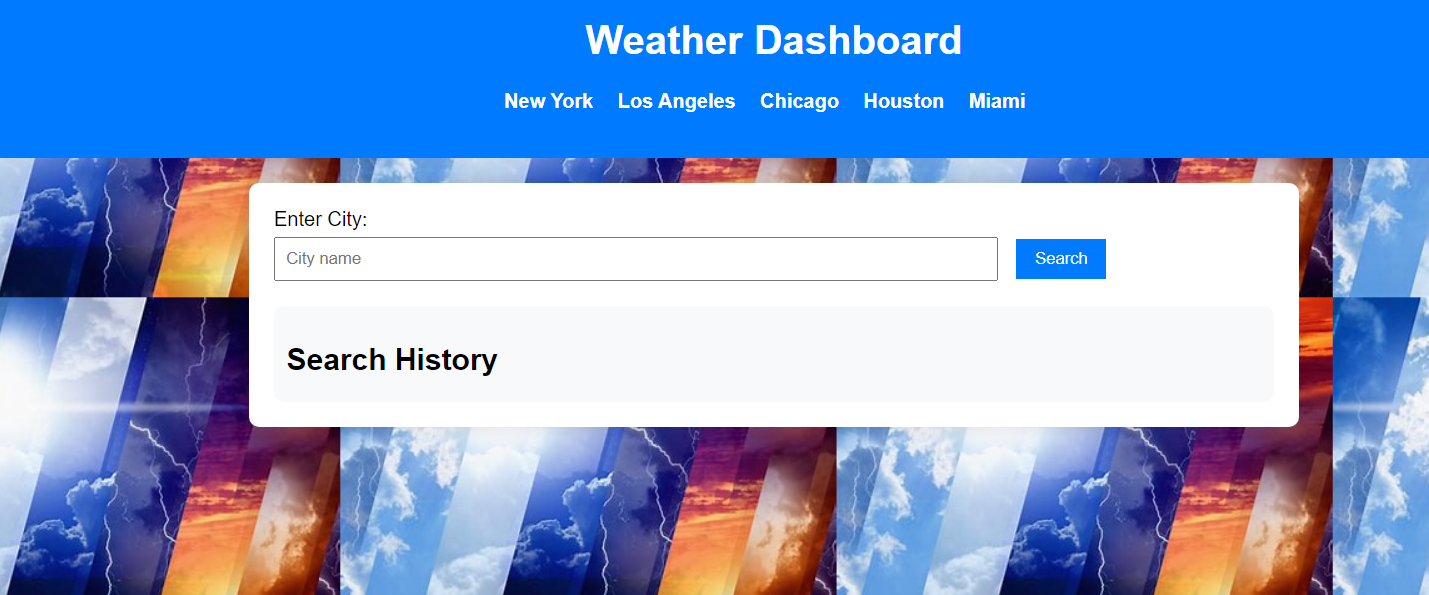 Weather Dashboard
New York Los Angeles Chicago Houston Miami
Enter City:
City name Search
Search History